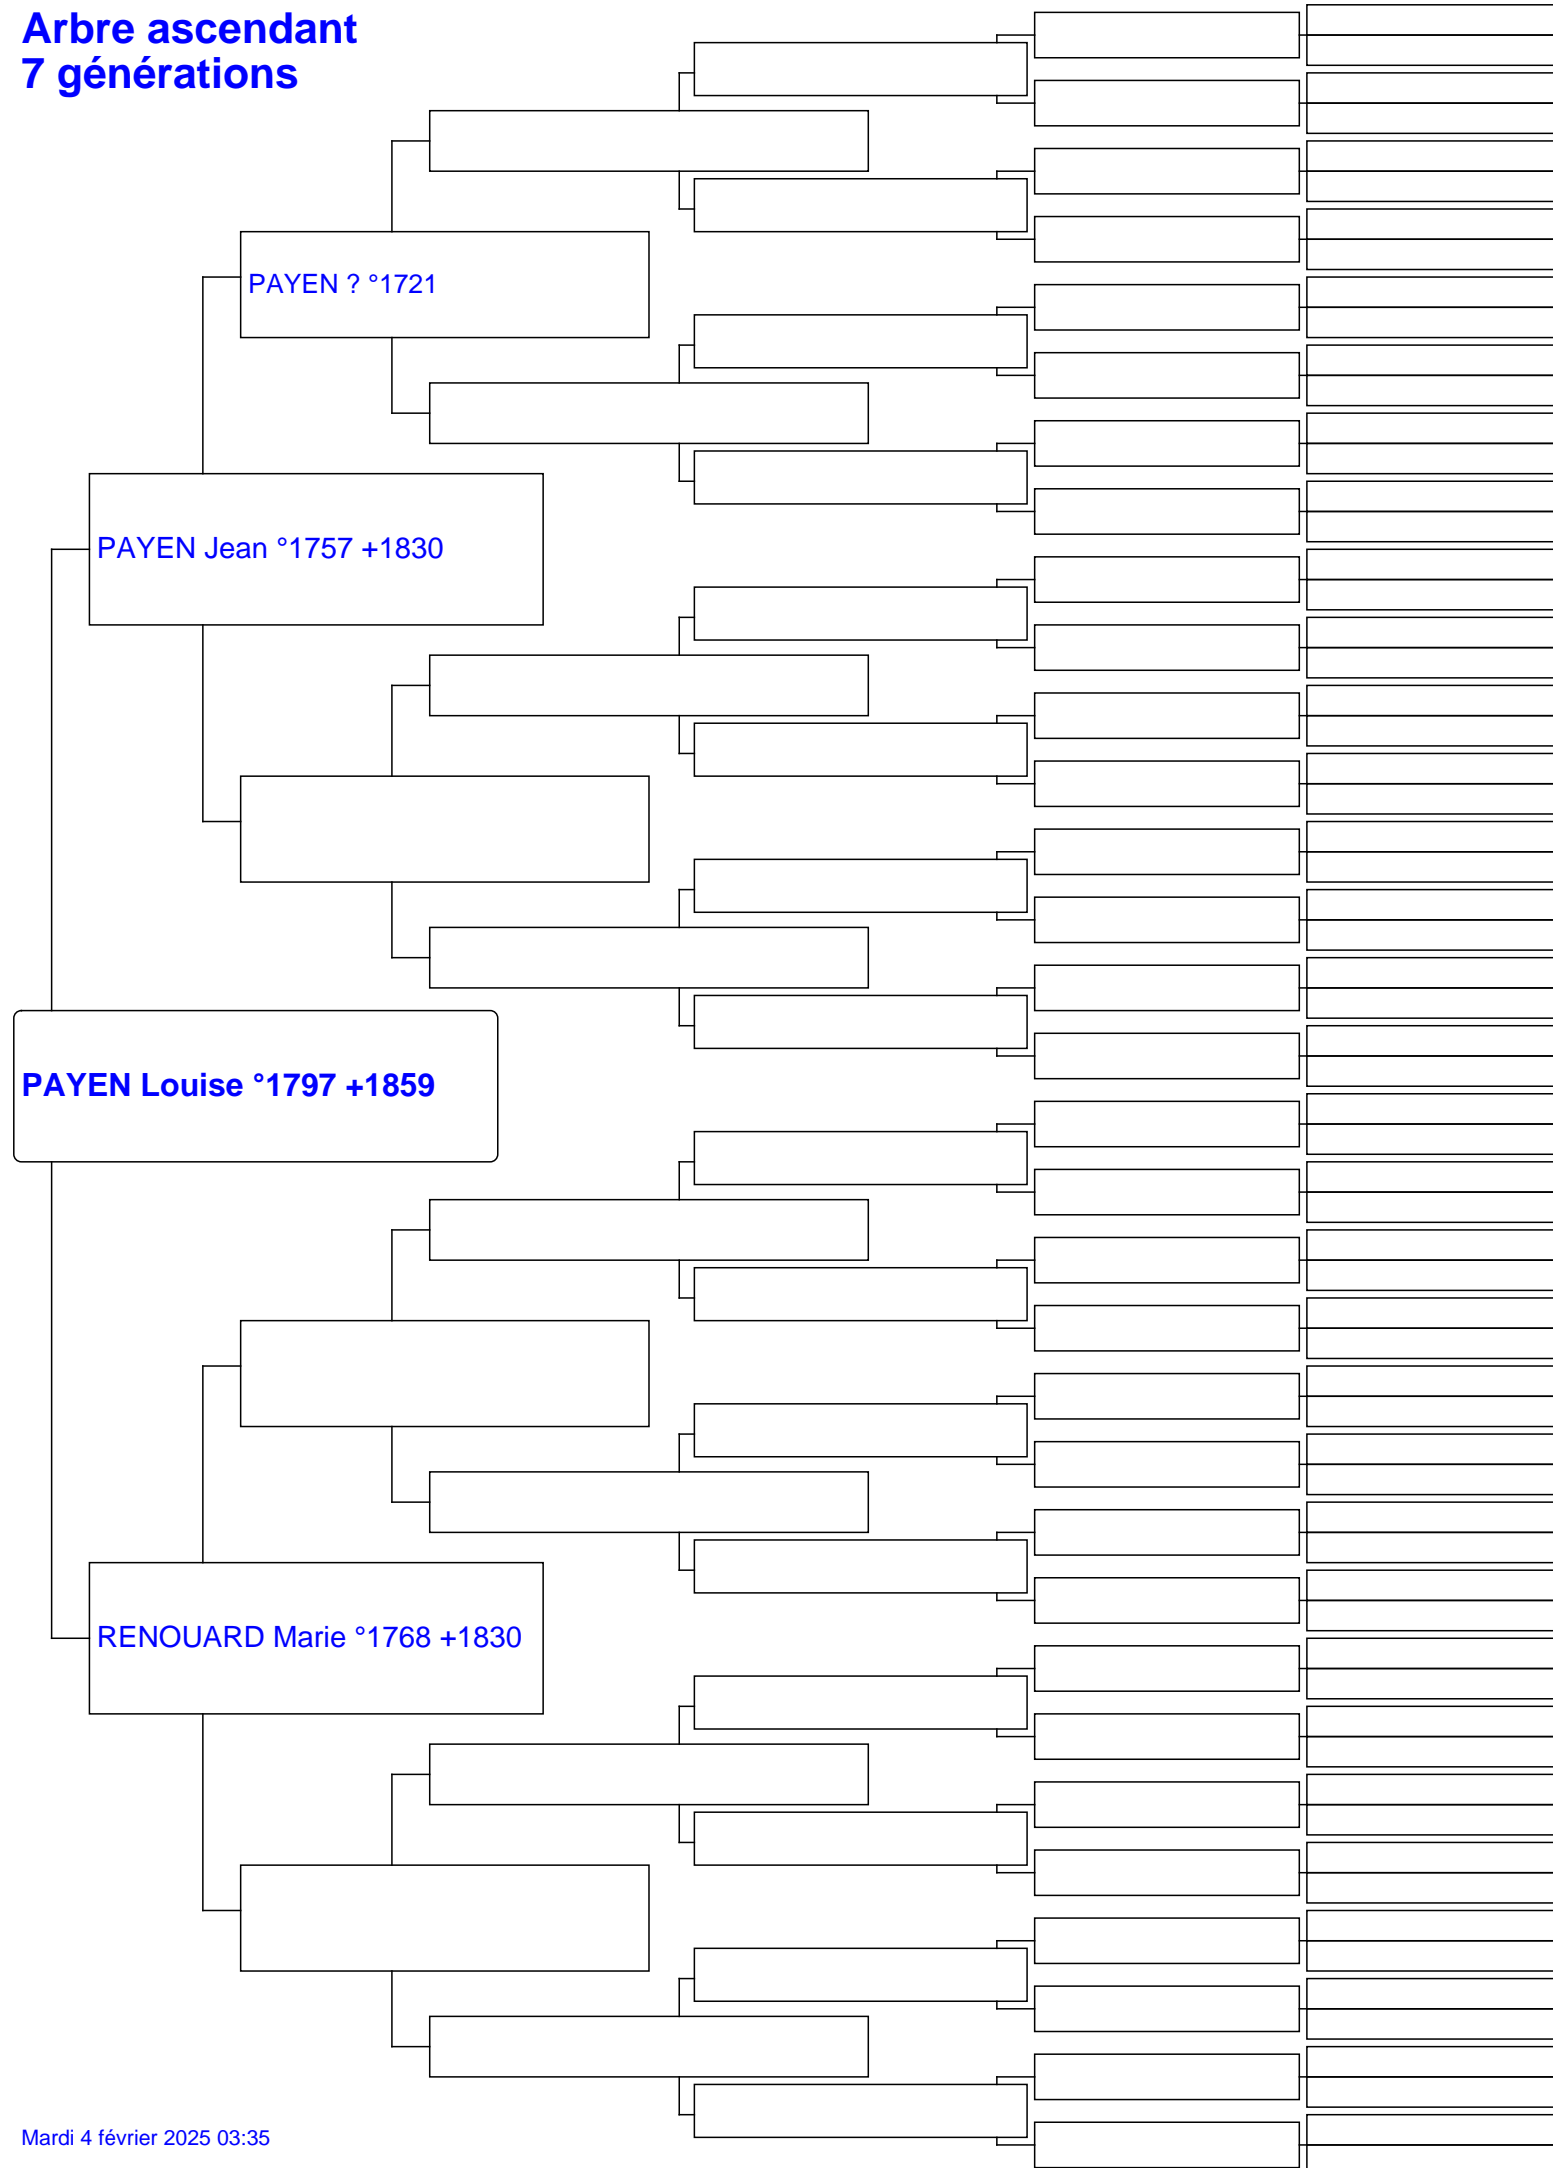 Arbre ascendant
7 générations
PAYEN ? °1721
PAYEN Jean °1757 +1830
PAYEN Louise °1797 +1859
RENOUARD Marie °1768 +1830
Mardi 4 février 2025 03:35